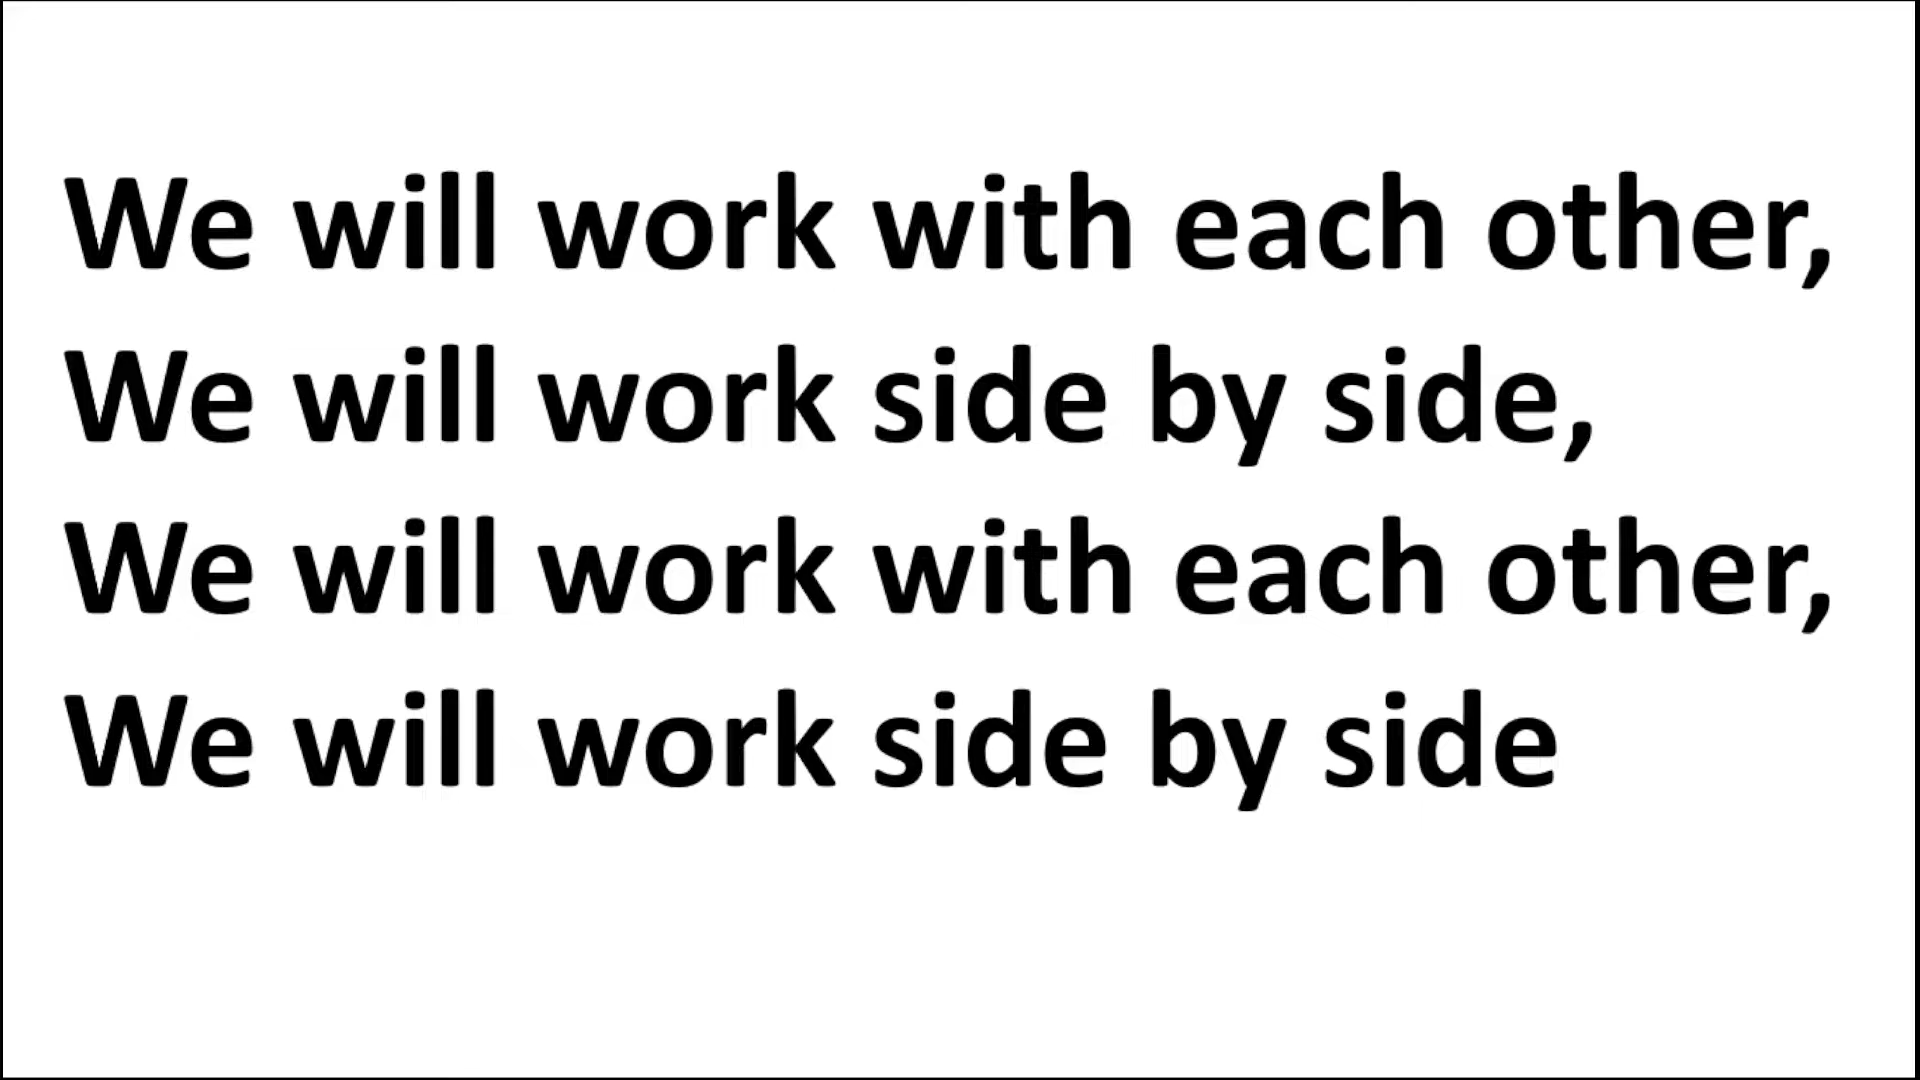 We will work with each other,
We will work side by side,
We will work with each other,
We will work side by side